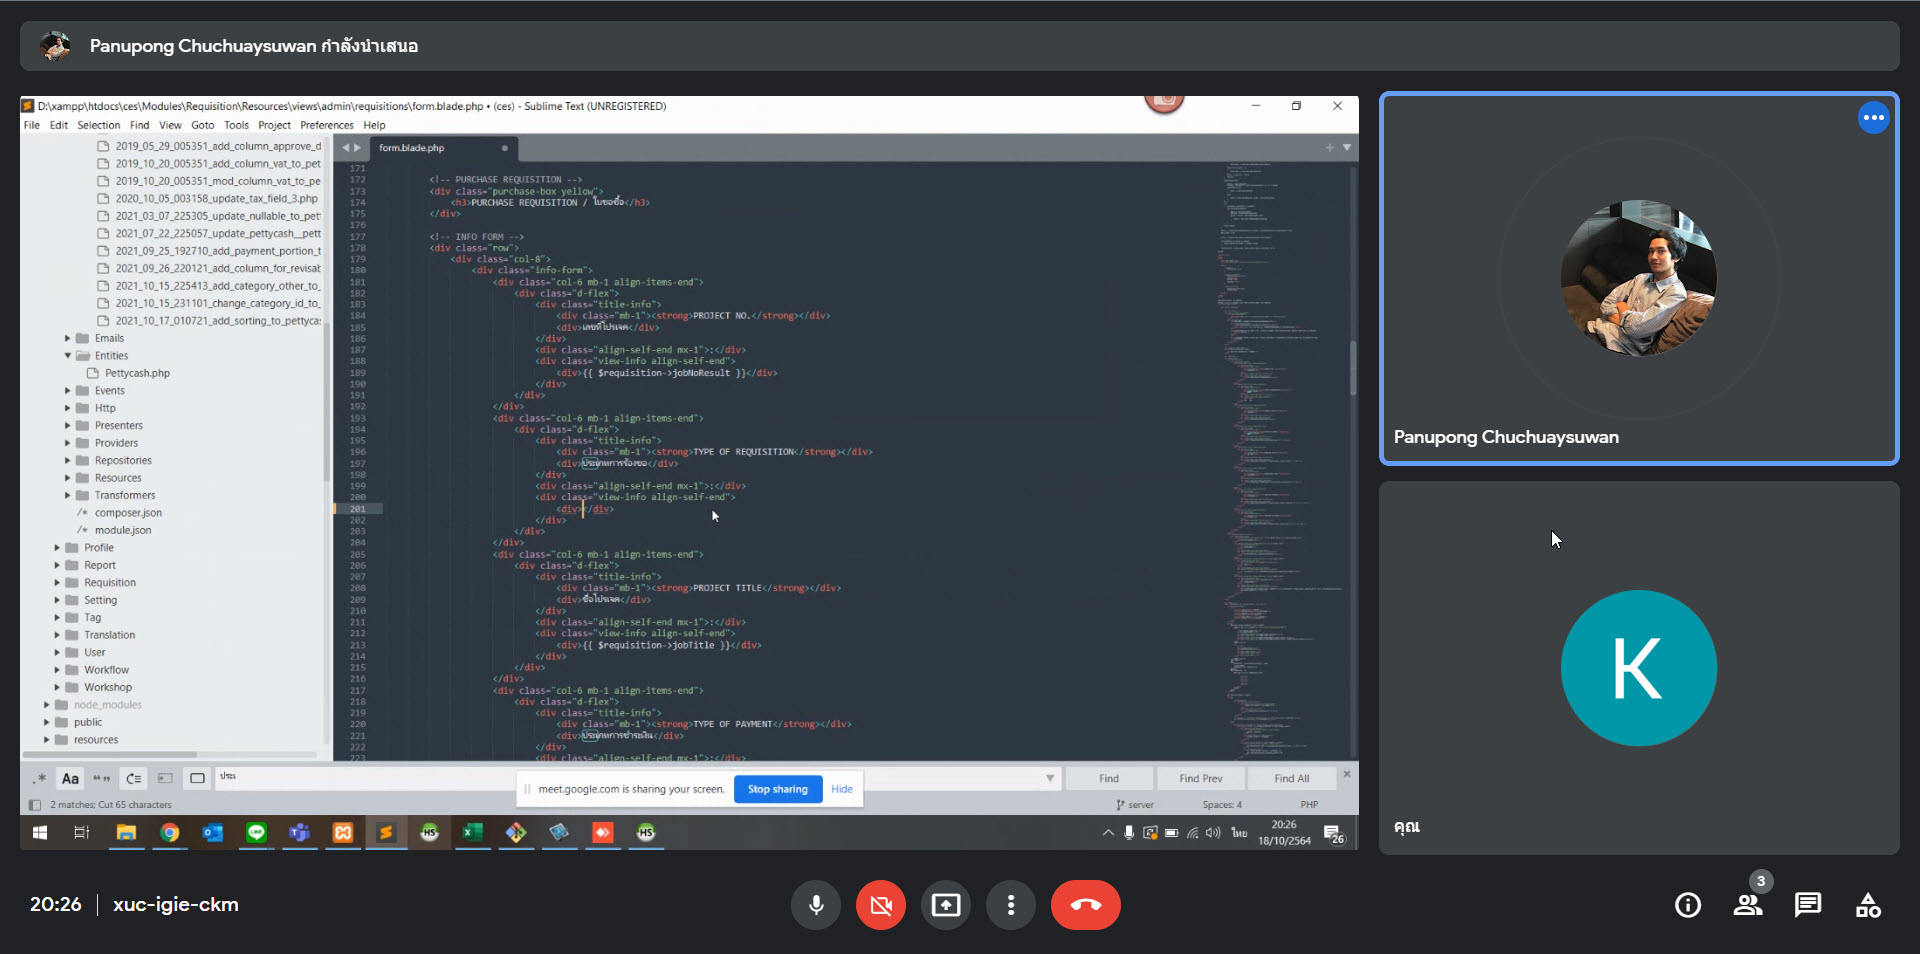 Panupong Chuchuaysuwan กำลังนำเสนอ
D:\xampp\htdocs\ces\Modules\Requisition\Resources\views\admin\requisitions\form.blade.php • (ces) - Sublime Text (UNREGISTERED)
File Edit Selection Find View Goto Tools Project Preferences Help
2019_05_29_005351_add_column_approve_d
2019_10_20_005351_add_column_vat_to_pet
2019_10_20_005351_mod_column_vat_to_pe
2020_10_05_003158_update_tax_field_3.php
2021_03_07_225305_update_nullable_to_pet
2021_07_22_225057_update_pettycash__pett
2021_09_25_192710_add_payment_portion_t
2021_09_26_220121_add_column_for_revisab
2021_10_15_225413_add_category_other_to_
2021_10_15_231101_change_category_id_to_
2021_10_17_010721_add_sorting_to_pettycas
Emails
Entities
Pettycash.php
Events
Http
Presenters
Providers
Repositories
Resources
Transformers
/* composer.json
/* module.json
Profile
Report
Requisition
Setting
Tag
Translation
User
Workflow
Workshop
node_modules
public
resources
form.blade.php
171
172 <!-- PURCHASE REQUISITION -->
173 <div class="purchase-box yellow">
174 <h3>PURCHASE REQUISITION / ใบขอซื้อ</h3>
175 </div>
176
177 <!-- INFO FORM -->
178 <div class="row">
179 <div class="col-8">
180 <div class="info-form">
181 <div class="col-6 mb-1 align-items-end">
182 <div class="d-flex">
183 <div class="title-info">
184 <div class="mb-1"><strong>PROJECT NO.</strong></div>
185 <div>เลขที่โปรเจค</div>
186 </div>
187 <div class="align-self-end mx-1">:</div>
188 <div class="view-info align-self-end">
189 <div>{{ $requisition->jobNoResult }}</div>
190 </div>
191 </div>
192 </div>
193 <div class="col-6 mb-1 align-items-end">
194 <div class="d-flex">
195 <div class="title-info">
196 <div class="mb-1"><strong>TYPE OF REQUISITION</strong></div>
197 <div>ประเภทการร้องขอ</div>
198 </div>
199 <div class="align-self-end mx-1">:</div>
200 <div class="view-info align-self-end">
201 <div></div>
202 </div>
203 </div>
204 </div>
205 <div class="col-6 mb-1 align-items-end">
206 <div class="d-flex">
207 <div class="title-info">
208 <div class="mb-1"><strong>PROJECT TITLE</strong></div>
209 <div>ชื่อโปรเจค</div>
210 </div>
211 <div class="align-self-end mx-1">:</div>
212 <div class="view-info align-self-end">
213 <div>{{ $requisition->jobTitle }}</div>
214 </div>
215 </div>
216 </div>
217 <div class="col-6 mb-1 align-items-end">
218 <div class="d-flex">
219 <div class="title-info">
220 <div class="mb-1"><strong>TYPE OF PAYMENT</strong></div>
221 <div>ประเภทการชำระเงิน</div>
222 </div>
223 <div class="align-self-end mx-1">:</div>
.* Aa “” ประเ Find Find Prev Find All
2 matches; Cut 65 characters server Spaces: 4 PHP
meet.google.com is sharing your screen. Stop sharing Hide
ไทย 20:26
18/10/2564 26
Panupong Chuchuaysuwan
K
คุณ
20:26 | xuc-igie-ckm
3